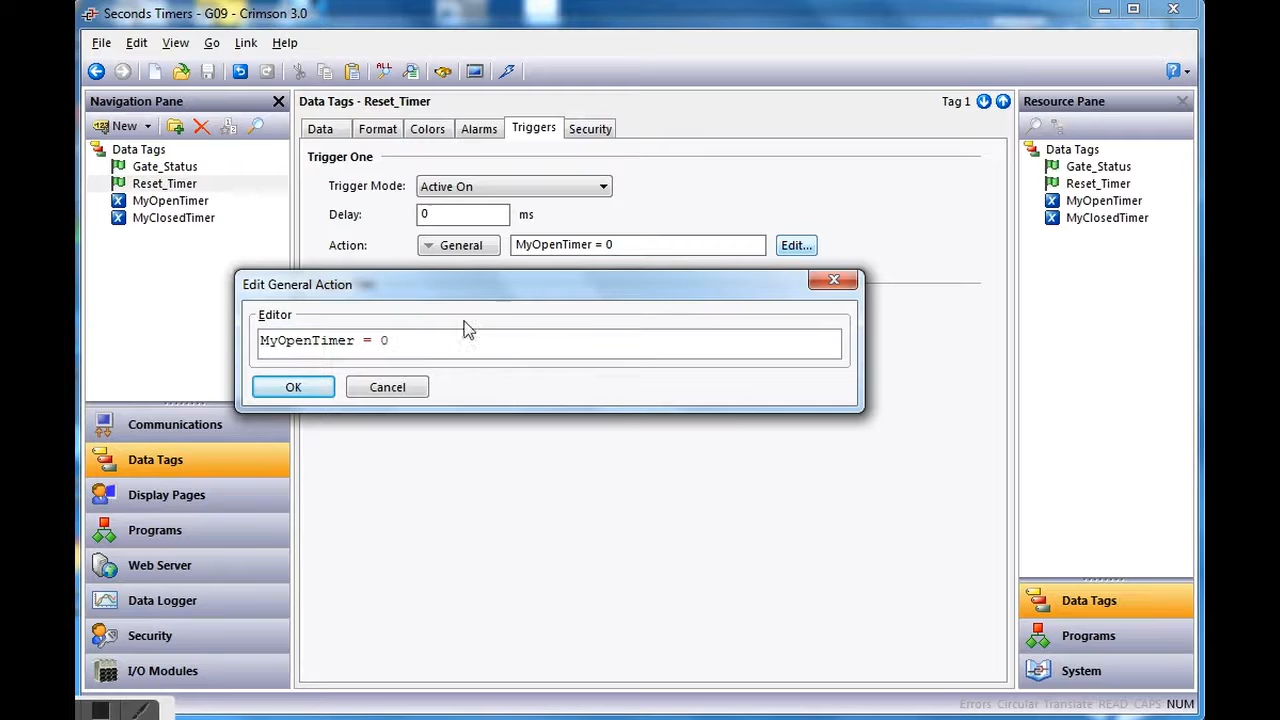 Seconds Timers - G09 - Crimson 3.0
File Edit View Go Link Help
ALL
Navigation Pane
New
Data Tags
Gate_Status
Reset_Timer
MyOpenTimer
MyClosedTimer
Communications
Data Tags
Display Pages
Programs
Web Server
Data Logger
Security
I/O Modules
Data Tags - Reset_Timer
Tag 1
Data Format Colors Alarms Triggers Security
Trigger One
Trigger Mode: Active On
Delay: 0 ms
Action: General MyOpenTimer = 0 Edit...
Edit General Action
Editor
MyOpenTimer = 0
OK Cancel
Resource Pane
Data Tags
Gate_Status
Reset_Timer
MyOpenTimer
MyClosedTimer
Data Tags
Programs
System
Errors Circular Translate READ CAPS NUM